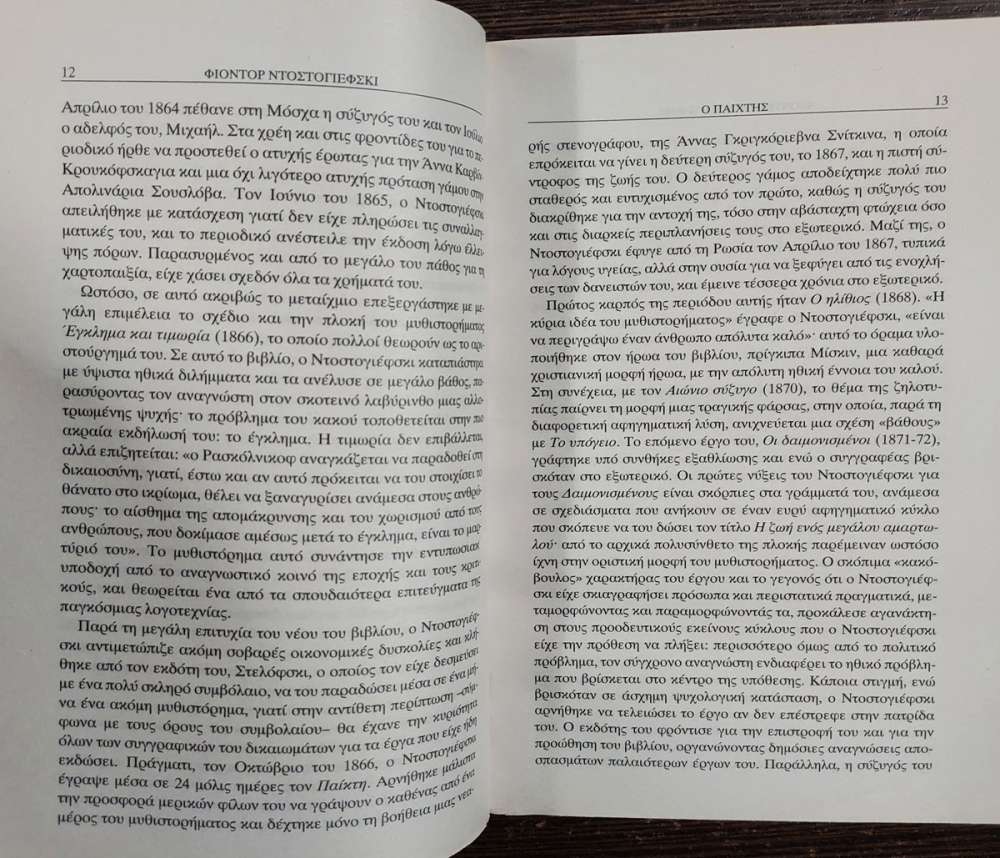 12
ΦΙΟΝΤΟΡ ΝΤΟΣΤΟΓΙΕΦΣΚΙ
Απρίλιο του 1864 πέθανε στη Μόσχα η σύζυγός του και τον Ιούλιο
ο αδελφός του, Μιχαήλ. Στα χρέη και στις φροντίδες του για το πε-
ριοδικό ήρθε να προστεθεί ο ατυχής έρωτας για την Άννα Καρβίν-
Κρουκόφσκαγια και μια όχι λιγότερο ατυχής πρόταση γάμου στην
Απολινάρια Σουσλόβα. Τον Ιούνιο του 1865, ο Ντοστογιέφσκι
απειλήθηκε με κατάσχεση γιατί δεν είχε πληρώσει τις συναλλαγ-
ματικές του, και το περιοδικό ανέστειλε την έκδοση λόγω έλλει-
ψης πόρων. Παρασυρμένος και από το μεγάλο του πάθος για τη
χαρτοπαιξία, είχε χάσει σχεδόν όλα τα χρήματά του.
Ωστόσο, σε αυτό ακριβώς το μεταίχμιο επεξεργάστηκε με με-
γάλη επιμέλεια το σχέδιο και την πλοκή του μυθιστορήματος
Έγκλημα και τιμωρία (1866), το οποίο πολλοί θεωρούν ως το αρι-
στούργημά του. Σε αυτό το βιβλίο, ο Ντοστογιέφσκι καταπιάστηκε
με ύψιστα ηθικά διλήμματα και τα ανέλυσε σε μεγάλο βάθος, πα-
ρασύροντας τον αναγνώστη στον σκοτεινό λαβύρινθο μιας αλλο-
τριωμένης ψυχής· το πρόβλημα του κακού τοποθετείται στην πιο
ακραία εκδήλωσή του: το έγκλημα. Η τιμωρία δεν επιβάλλεται
αλλά επιζητείται: «ο Ρασκόλνικοφ αναγκάζεται να παραδοθεί στη
δικαιοσύνη, γιατί, έστω και αν αυτό πρόκειται να του στοιχίσει το
θάνατο στο ικρίωμα, θέλει να ξαναγυρίσει ανάμεσα στους ανθρώ-
πους· το αίσθημα της απομάκρυνσης και του χωρισμού από τους
ανθρώπους, που δοκίμασε αμέσως μετά το έγκλημα, είναι το μαρ-
τύριό του». Το μυθιστόρημα αυτό συνάντησε την εντυπωσιακή
υποδοχή από το αναγνωστικό κοινό της εποχής και τους κριτι-
κούς, και θεωρείται ένα από τα σπουδαιότερα επιτεύγματα της
παγκόσμιας λογοτεχνίας.
Παρά τη μεγάλη επιτυχία του νέου του βιβλίου, ο Ντοστογιέφ-
σκι αντιμετώπιζε ακόμη σοβαρές οικονομικές δυσκολίες και κλή-
θηκε από τον εκδότη του, Στελόφσκι, ο οποίος τον είχε δεσμεύσει
με ένα πολύ σκληρό συμβόλαιο, να του παραδώσει μέσα σε ένα μή-
να ένα ακόμη μυθιστόρημα, γιατί στην αντίθετη περίπτωση –σύμ-
φωνα με τους όρους του συμβολαίου– θα έχανε την κυριότητα
όλων των συγγραφικών του δικαιωμάτων για τα έργα που είχε ήδη
εκδώσει. Πράγματι, τον Οκτώβριο του 1866, ο Ντοστογιέφσκι
έγραψε μέσα σε 24 μόλις ημέρες τον Παίκτη. Αρνήθηκε μάλιστα
την προσφορά μερικών φίλων του να γράψουν ο καθένας από ένα
μέρος του μυθιστορήματος και δέχτηκε μόνο τη βοήθεια μιας νεα-
Ο ΠΑΙΧΤΗΣ
13
ρής στενογράφου, της Άννας Γκριγκόριεβνα Σνίτκινα, η οποία
επρόκειται να γίνει η δεύτερη σύζυγός του, το 1867, και η πιστή σύ-
ντροφος της ζωής του. Ο δεύτερος γάμος αποδείχτηκε πολύ πιο
σταθερός και ευτυχισμένος από τον πρώτο, καθώς η σύζυγός του
διακρίθηκε για την αντοχή της, τόσο στην αβάσταχτη φτώχεια όσο
και στις διαρκείς περιπλανήσεις τους στο εξωτερικό. Μαζί της, ο
Ντοστογιέφσκι έφυγε από τη Ρωσία τον Απρίλιο του 1867, τυπικά
για λόγους υγείας, αλλά στην ουσία για να ξεφύγει από τις ενοχλή-
σεις των δανειστών του, και έμεινε τέσσερα χρόνια στο εξωτερικό.
Πρώτος καρπός της περιόδου αυτής ήταν Ο ηλίθιος (1868). «Η
κύρια ιδέα του μυθιστορήματος» έγραφε ο Ντοστογιέφσκι, «είναι
να περιγράψω έναν άνθρωπο απόλυτα καλό»· αυτό το όραμα υλο-
ποιήθηκε στον ήρωα του βιβλίου, πρίγκιπα Μίσκιν, μια καθαρά
χριστιανική μορφή ήρωα, με την απόλυτη ηθική έννοια του καλού.
Στη συνέχεια, με τον Αιώνιο σύζυγο (1870), το θέμα της ζηλοτυ-
πίας παίρνει τη μορφή μιας τραγικής φάρσας, στην οποία, παρά τη
διαφορετική αφηγηματική λύση, ανιχνεύεται μια σχέση «βάθους»
με Το υπόγειο. Το επόμενο έργο του, Οι δαιμονισμένοι (1871-72),
γράφτηκε υπό συνθήκες εξαθλίωσης και ενώ ο συγγραφέας βρι-
σκόταν στο εξωτερικό. Οι πρώτες νύξεις του Ντοστογιέφσκι για
τους Δαιμονισμένους είναι σκόρπιες στα γράμματά του, ανάμεσα
σε σχεδιάσματα που ανήκουν σε έναν ευρύ αφηγηματικό κύκλο
που σκόπευε να του δώσει τον τίτλο Η ζωή ενός μεγάλου αμαρτω-
λού· από το αρχικά πολυσύνθετο της πλοκής παρέμειναν ωστόσο
ίχνη στην οριστική μορφή του μυθιστορήματος. Ο σκόπιμα «κακό-
βουλος» χαρακτήρας του έργου και το γεγονός ότι ο Ντοστογιέφ-
σκι είχε σκιαγραφήσει πρόσωπα και περιστατικά πραγματικά, με-
ταμορφώνοντας και παραμορφώνοντάς τα, προκάλεσε αγανάκτη-
ση στους προοδευτικούς εκείνους κύκλους που ο Ντοστογιέφσκι
είχε την πρόθεση να πλήξει: περισσότερο όμως από το πολιτικό
πρόβλημα, τον σύγχρονο αναγνώστη ενδιαφέρει το ηθικό πρόβλη-
μα που βρίσκεται στο κέντρο της υπόθεσης. Κάποια στιγμή, ενώ
βρισκόταν σε άσχημη ψυχολογική κατάσταση, ο Ντοστογιέφσκι
αρνήθηκε να τελειώσει το έργο αν δεν επέστρεφε στην πατρίδα
του. Ο εκδότης του φρόντισε για την επιστροφή του και για την
προώθηση του βιβλίου, οργανώνοντας δημόσιες αναγνώσεις απο-
σπασμάτων παλαιότερων έργων του. Παράλληλα, η σύζυγός του